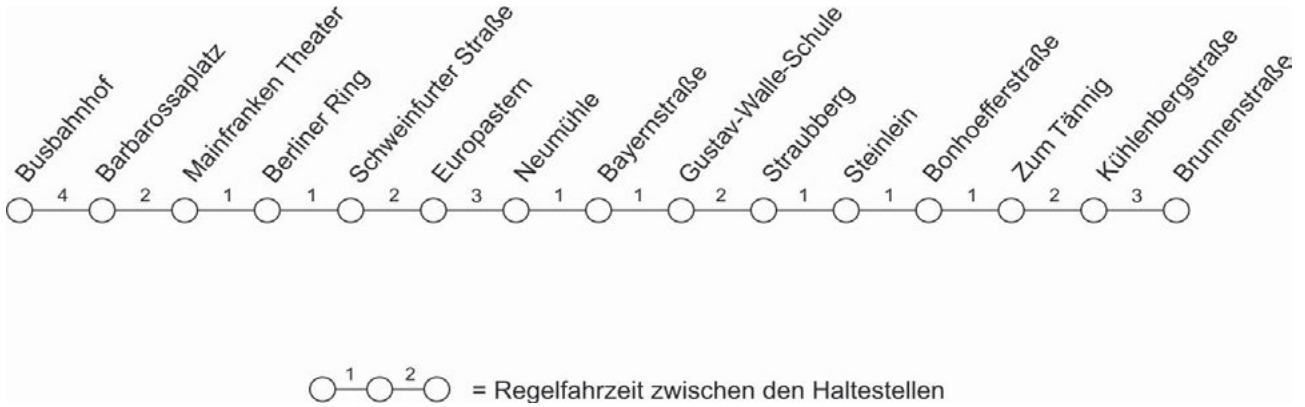 Busbahnhof
Barbarossaplatz
Mainfranken Theater
Berliner Ring
Schweinfurter Straße
Europastern
Neumühle
Bayernstraße
Gustav-Walle-Schule
Straubberg
Steinlein
Bonhoefferstraße
Zum Tännig
Kühlenbergstraße
Brunnenstraße
4 2 1 1 2 3 1 1 2 1 1 1 2 3
1 2 = Regelfahrzeit zwischen den Haltestellen